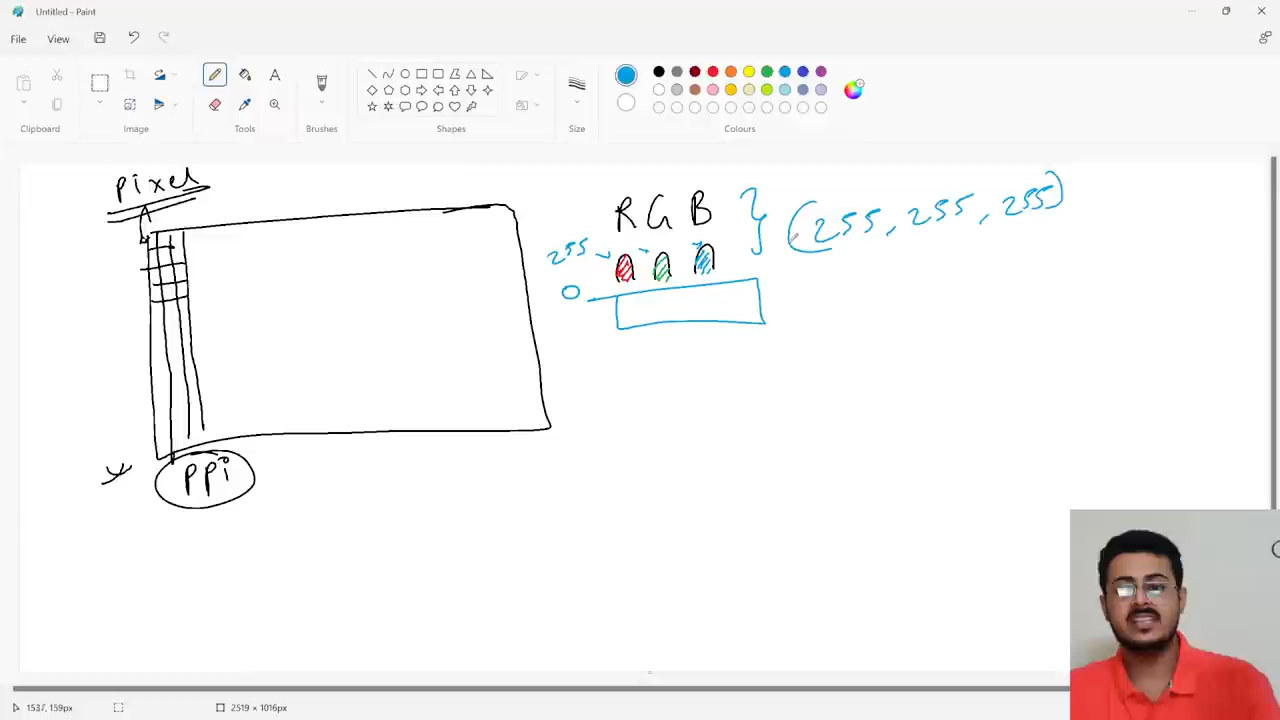 Untitled - Paint
File View
Clipboard Image Tools Brushes Shapes Size Colours
pixel
R G B } (255, 255, 255)
255
0
ppi
1537, 159px 2519 × 1016px